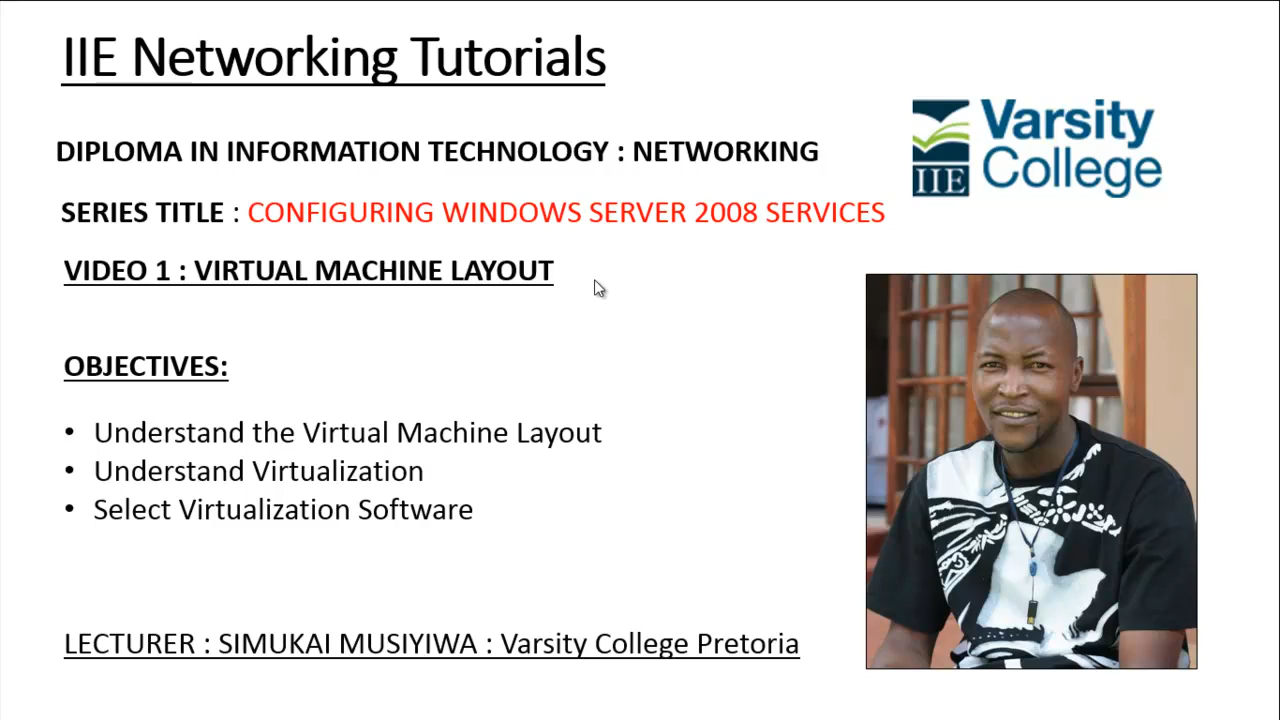 IIE Networking Tutorials
DIPLOMA IN INFORMATION TECHNOLOGY : NETWORKING
Varsity
College
IIE
SERIES TITLE : CONFIGURING WINDOWS SERVER 2008 SERVICES
VIDEO 1 : VIRTUAL MACHINE LAYOUT
OBJECTIVES:
• Understand the Virtual Machine Layout
• Understand Virtualization
• Select Virtualization Software
LECTURER : SIMUKAI MUSIYIWA : Varsity College Pretoria